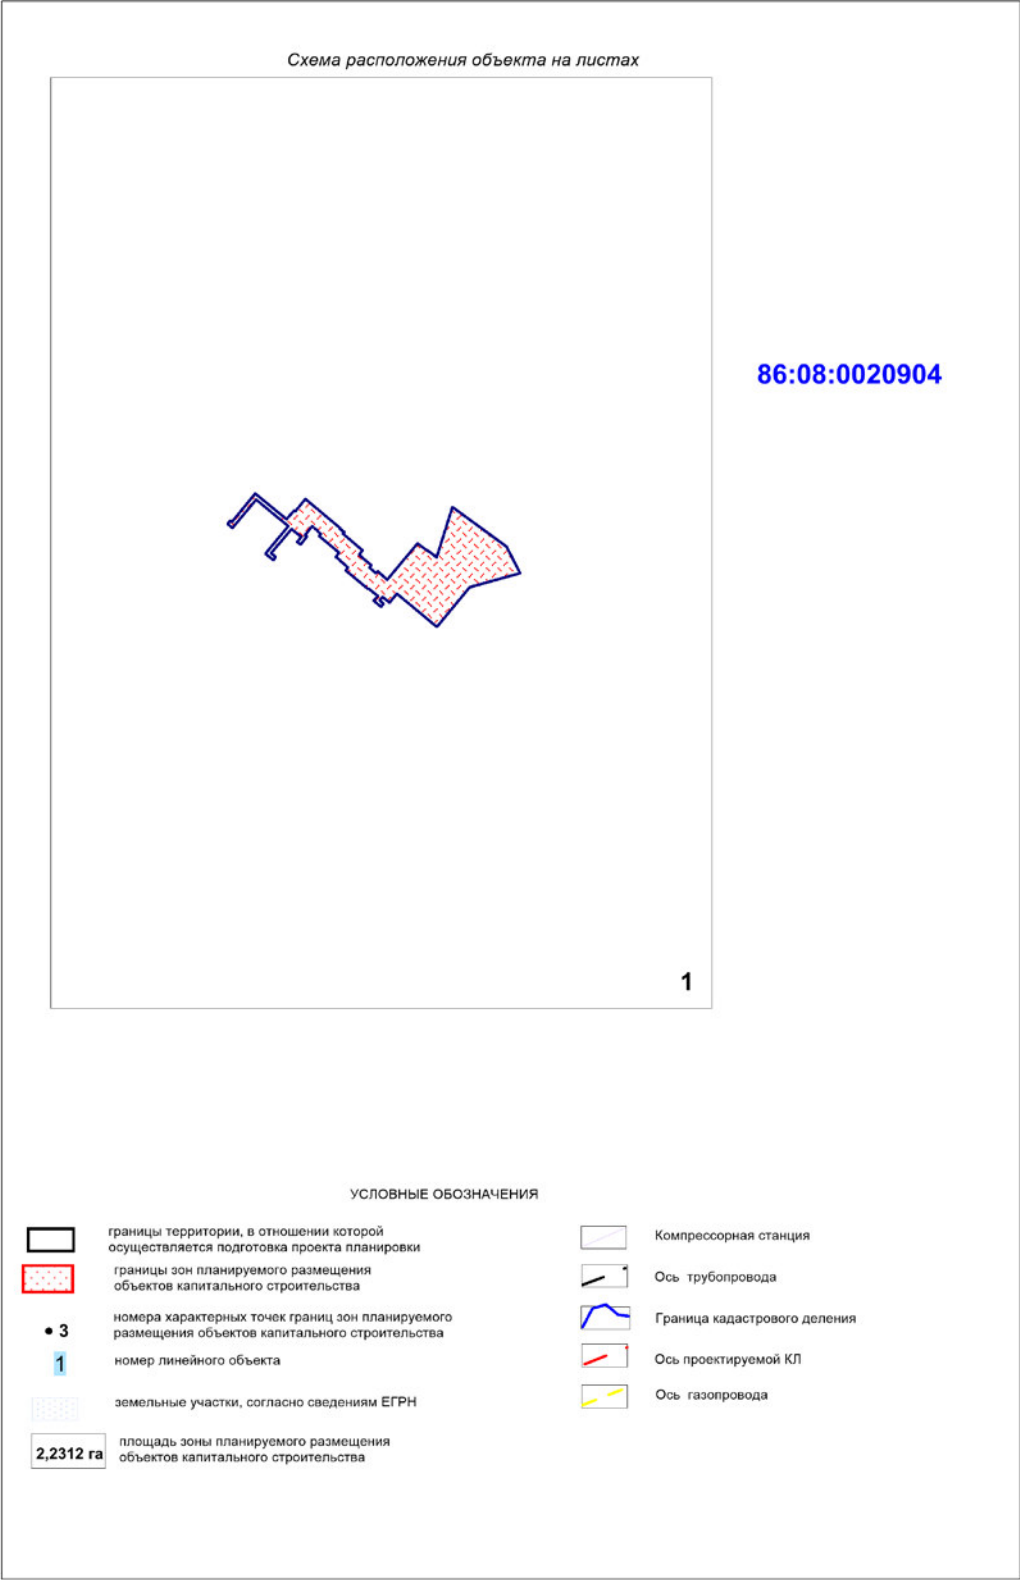 Схема расположения объекта на листах
86:08:0020904
1
УСЛОВНЫЕ ОБОЗНАЧЕНИЯ
границы территории, в отношении которой
осуществляется подготовка проекта планировки
границы зон планируемого размещения
объектов капитального строительства
3
номера характерных точек границ зон планируемого
размещения объектов капитального строительства
1
номер линейного объекта
земельные участки, согласно сведениям ЕГРН
2,2312 га
площадь зоны планируемого размещения
объектов капитального строительства
Компрессорная станция
Ось трубопровода
Граница кадастрового деления
Ось проектируемой КЛ
Ось газопровода